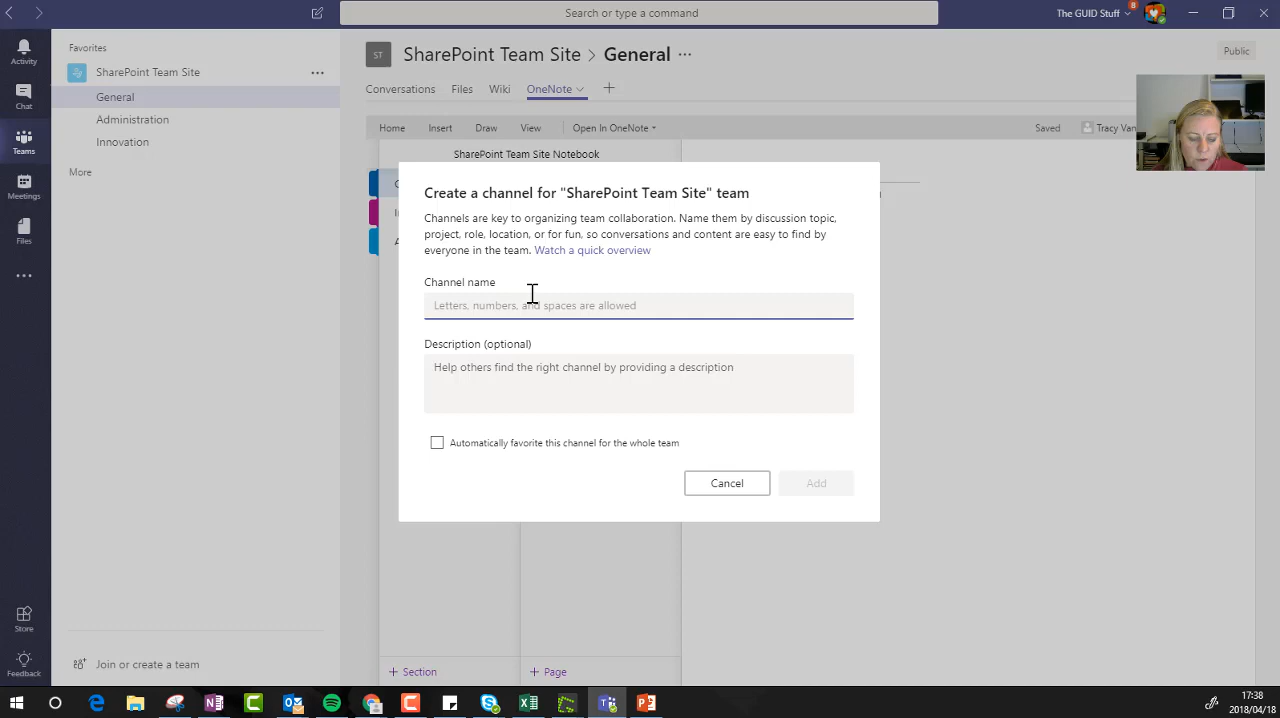 Search or type a command
The GUID Stuff
8
Activity
Chat
Teams
Meetings
Files
Store
Feedback
Favorites
SharePoint Team Site
General
Administration
Innovation
More
Join or create a team
ST
SharePoint Team Site > General
Public
Conversations Files Wiki OneNote
Home Insert Draw View Open In OneNote
Saved
Tracy Van
SharePoint Team Site Notebook
Create a channel for "SharePoint Team Site" team
Channels are key to organizing team collaboration. Name them by discussion topic,
project, role, location, or for fun, so conversations and content are easy to find by
everyone in the team. Watch a quick overview
Channel name
Letters, numbers, and spaces are allowed
Description (optional)
Help others find the right channel by providing a description
Automatically favorite this channel for the whole team
Cancel
Add
+ Section
+ Page
17:38
2018/04/18